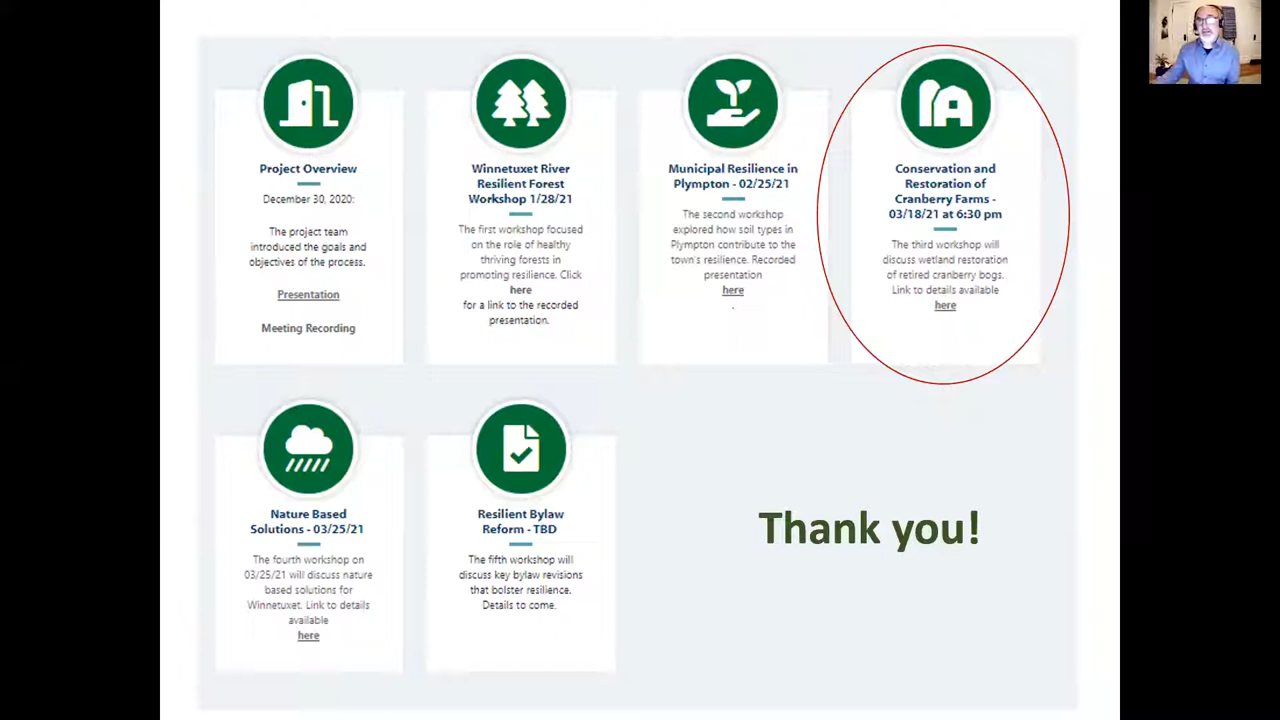 Project Overview
December 30, 2020:
The project team
introduced the goals and
objectives of the process.
Presentation
Meeting Recording
Winnetuxet River
Resilient Forest
Workshop 1/28/21
The first workshop focused
on the role of healthy
thriving forests in
promoting resilience. Click
here
for a link to the recorded
presentation.
Municipal Resilience in
Plympton - 02/25/21
The second workshop
explored how soil types in
Plympton contribute to the
town's resilience. Recorded
presentation
here
.
Conservation and
Restoration of
Cranberry Farms -
03/18/21 at 6:30 pm
The third workshop will
discuss wetland restoration
of retired cranberry bogs.
Link to details available
here
Nature Based
Solutions - 03/25/21
The fourth workshop on
03/25/21 will discuss nature
based solutions for
Winnetuxet. Link to details
available
here
Resilient Bylaw
Reform - TBD
The fifth workshop will
discuss key bylaw revisions
that bolster resilience.
Details to come.
Thank you!